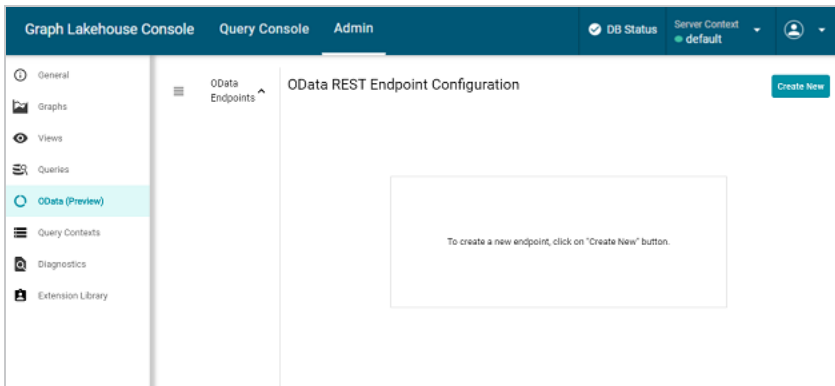 Graph Lakehouse Console Query Console Admin DB Status Server Context
default
General
Graphs
Views
Queries
OData (Preview)
Query Contexts
Diagnostics
Extension Library
OData
Endpoints
OData REST Endpoint Configuration
Create New
To create a new endpoint, click on "Create New" button.